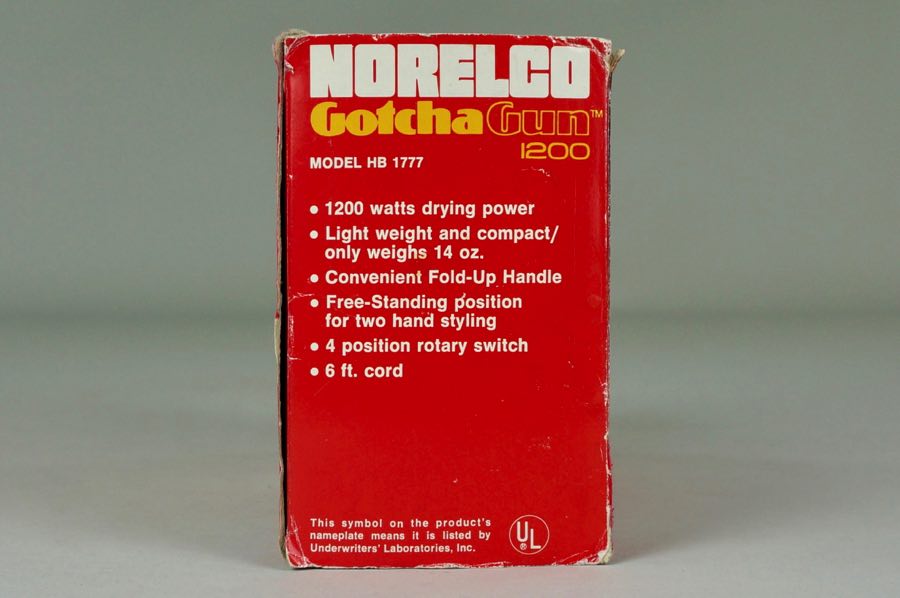 NORELCO
Gotcha Gun™
1200
MODEL HB 1777
• 1200 watts drying power
• Light weight and compact/
only weighs 14 oz.
• Convenient Fold-Up Handle
• Free-Standing position
for two hand styling
• 4 position rotary switch
• 6 ft. cord
This symbol on the product's
nameplate means it is listed by
Underwriters' Laboratories, Inc.
UL®